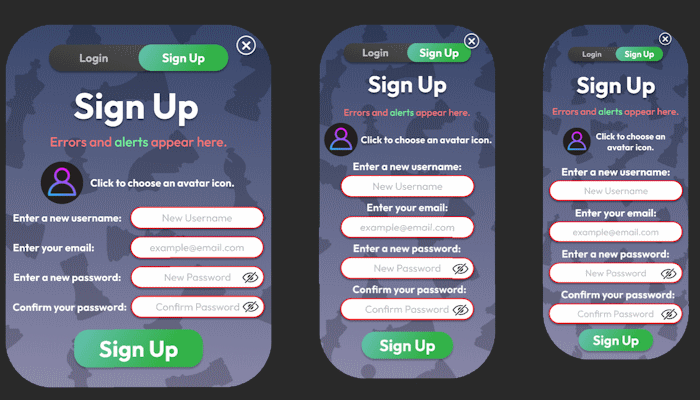 Login
Sign Up
Sign Up
Errors and alerts appear here.
Click to choose an avatar icon.
Enter a new username:
New Username
Enter your email:
example@email.com
Enter a new password:
New Password
Confirm your password:
Confirm Password
Sign Up
Login
Sign Up
Sign Up
Errors and alerts appear here.
Click to choose an avatar icon.
Enter a new username:
New Username
Enter your email:
example@email.com
Enter a new password:
New Password
Confirm your password:
Confirm Password
Sign Up
Login
Sign Up
Sign Up
Errors and alerts appear here.
Click to choose an
avatar icon.
Enter a new username:
New Username
Enter your email:
example@email.com
Enter a new password:
New Password
Confirm your password:
Confirm Password
Sign Up